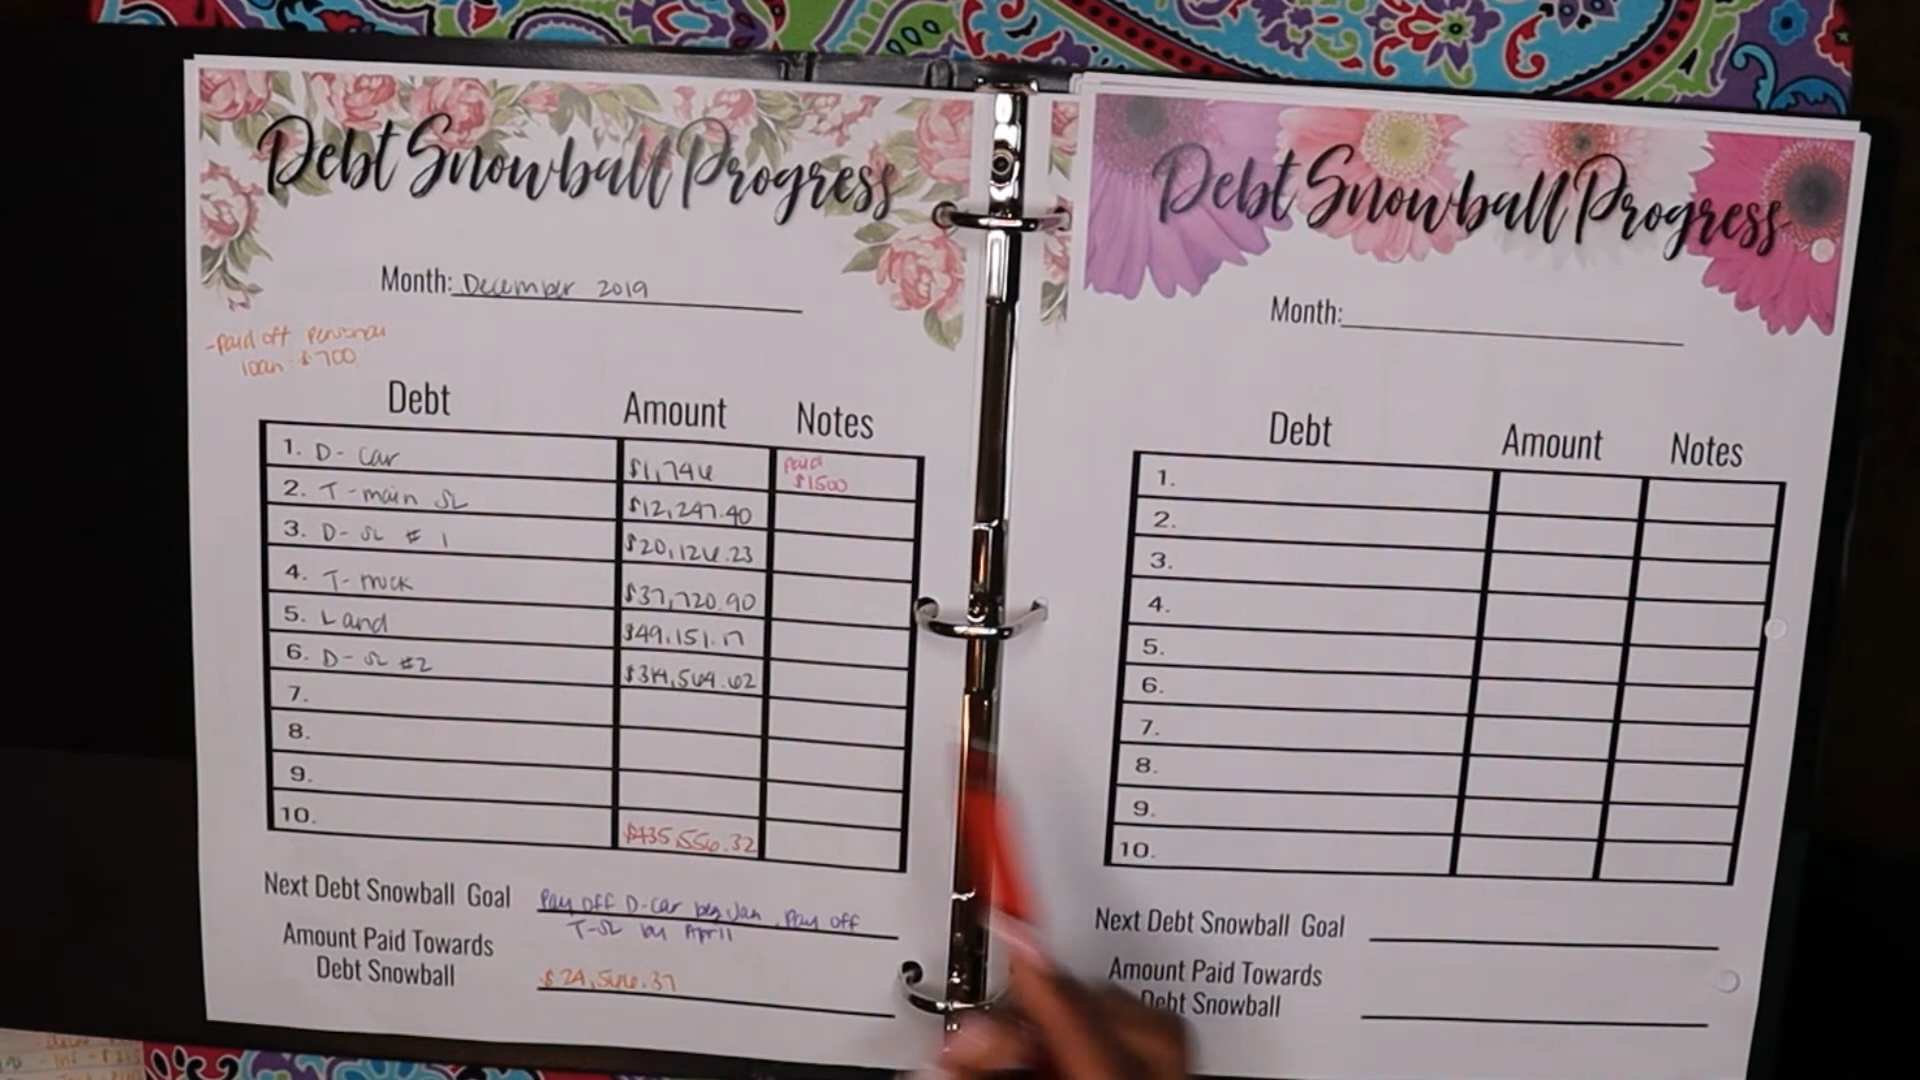 Debt Snowball Progress
Month: December 2019
-paid off personal
loan $700
Debt Amount Notes
1. D- car $1,746 paid $1500
2. T-main SL $12,247.40
3. D- SL #1 $20,126.23
4. T- truck $37,720.90
5. Land $49,151.17
6. D- SL #2 $314,564.62
7.
8.
9.
10. $435,556.32
Next Debt Snowball Goal Pay off D-car by Jan, Pay off
T-SL by April
Amount Paid Towards
Debt Snowball
Debt Snowball Progress
Month:
Debt Amount Notes
1.
2.
3.
4.
5.
6.
7.
8.
9.
10.
Next Debt Snowball Goal
Amount Paid Towards
Debt Snowball